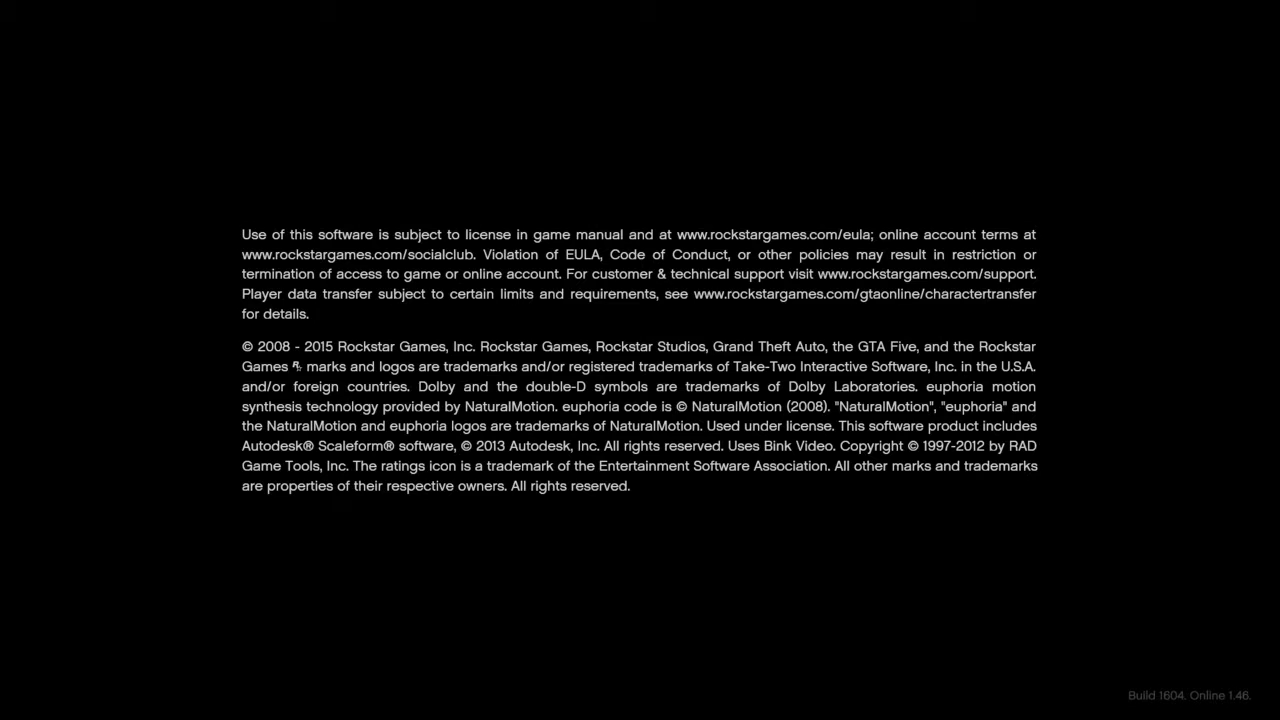 Use of this software is subject to license in game manual and at www.rockstargames.com/eula; online account terms at
www.rockstargames.com/socialclub. Violation of EULA, Code of Conduct, or other policies may result in restriction or
termination of access to game or online account. For customer & technical support visit www.rockstargames.com/support.
Player data transfer subject to certain limits and requirements, see www.rockstargames.com/gtaonline/charactertransfer
for details.
© 2008 - 2015 Rockstar Games, Inc. Rockstar Games, Rockstar Studios, Grand Theft Auto, the GTA Five, and the Rockstar
Games R* marks and logos are trademarks and/or registered trademarks of Take-Two Interactive Software, Inc. in the U.S.A.
and/or foreign countries. Dolby and the double-D symbols are trademarks of Dolby Laboratories. euphoria motion
synthesis technology provided by NaturalMotion. euphoria code is © NaturalMotion (2008). "NaturalMotion", "euphoria" and
the NaturalMotion and euphoria logos are trademarks of NaturalMotion. Used under license. This software product includes
Autodesk® Scaleform® software, © 2013 Autodesk, Inc. All rights reserved. Uses Bink Video. Copyright © 1997-2012 by RAD
Game Tools, Inc. The ratings icon is a trademark of the Entertainment Software Association. All other marks and trademarks
are properties of their respective owners. All rights reserved.
Build 1604. Online 1.46.